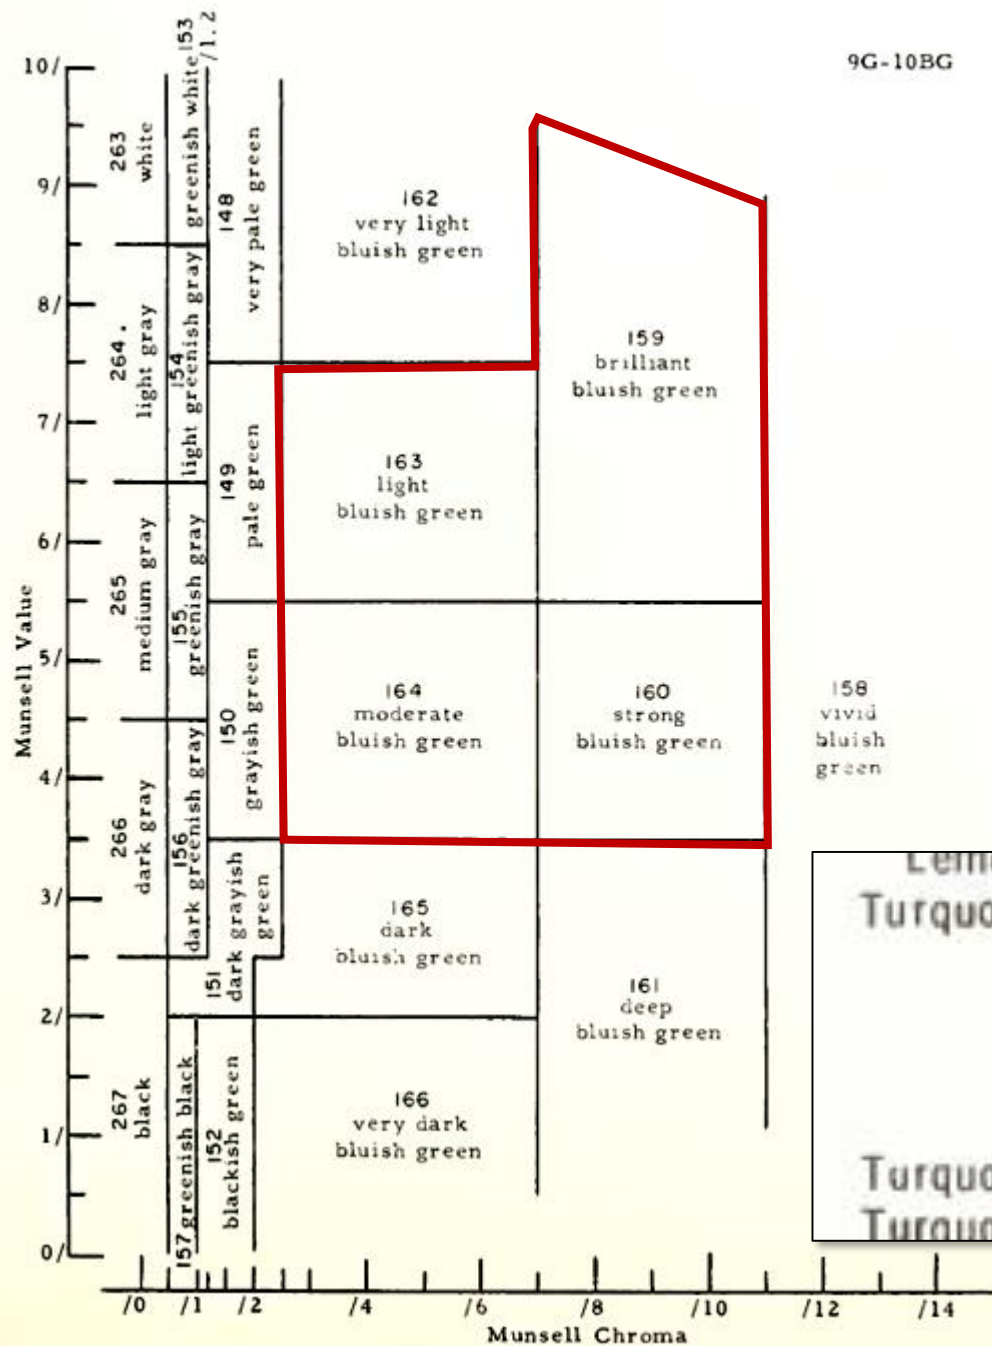 9G-10BG
10/
9/
8/
7/
6/
5/
4/
3/
2/
1/
0/
Munsell Value
263
white
264
light gray
265
medium gray
266
dark gray
267
black
153
/1.2
greenish white
154
light greenish gray
155
greenish gray
156
dark greenish gray
157 greenish black
148
very pale green
149
pale green
150
grayish green
151
dark grayish
green
152
blackish green
162
very light
bluish green
163
light
bluish green
164
moderate
bluish green
165
dark
bluish green
166
very dark
bluish green
159
brilliant
bluish green
160
strong
bluish green
161
deep
bluish green
158
vivid
bluish
green
Turquo
Turquo
Turquo
/0
/1
/2
/4
/6
/8
/10
/12
/14
Munsell Chroma